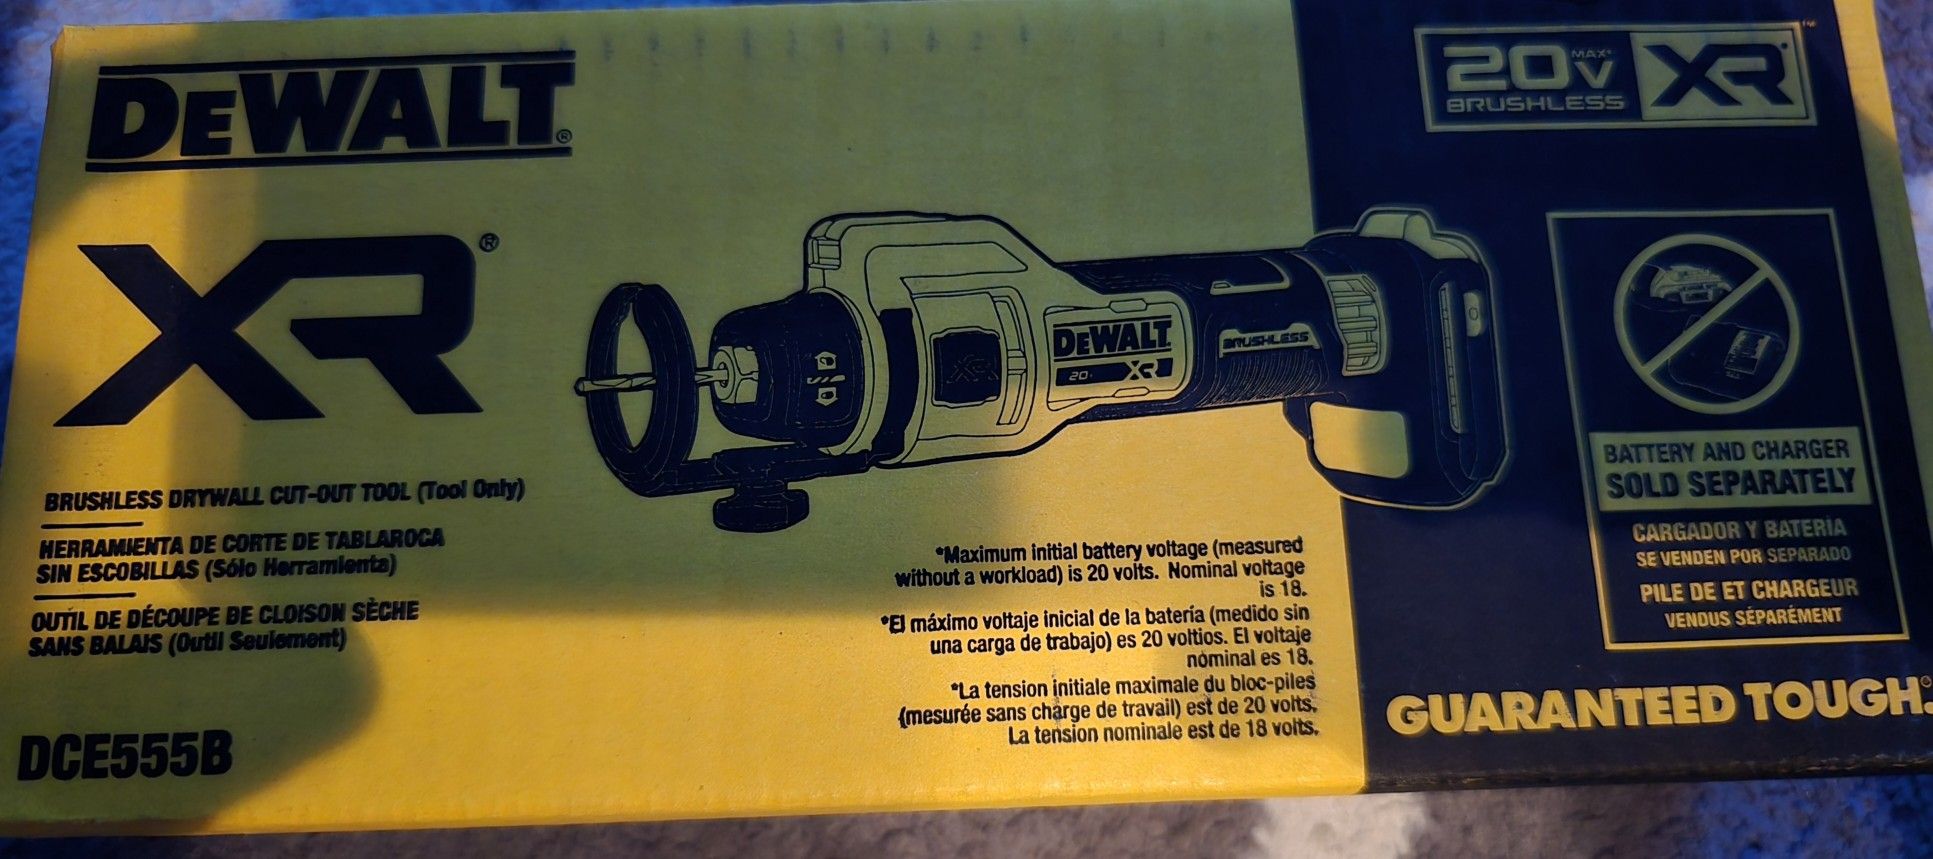 DEWALT®
XR®
BRUSHLESS DRYWALL CUT-OUT TOOL (Tool Only)
HERRAMIENTA DE CORTE DE TABLAROCA
SIN ESCOBILLAS (Sólo Herramienta)
OUTIL DE DÉCOUPE DE CLOISON SÈCHE
SANS BALAIS (Outil Seulement)
DCE555B
DEWALT
20 XR
BRUSHLESS
XR
*Maximum initial battery voltage (measured
without a workload) is 20 volts. Nominal voltage
is 18.
*El máximo voltaje inicial de la batería (medido sin
una carga de trabajo) es 20 voltios. El voltaje
nominal es 18.
*La tension initiale maximale du bloc-piles
(mesurée sans charge de travail) est de 20 volts.
La tension nominale est de 18 volts.
20V MAX* XR™
BRUSHLESS
BATTERY AND CHARGER
SOLD SEPARATELY
CARGADOR Y BATERÍA
SE VENDEN POR SEPARADO
PILE DE ET CHARGEUR
VENDUS SÉPARÉMENT
GUARANTEED TOUGH®